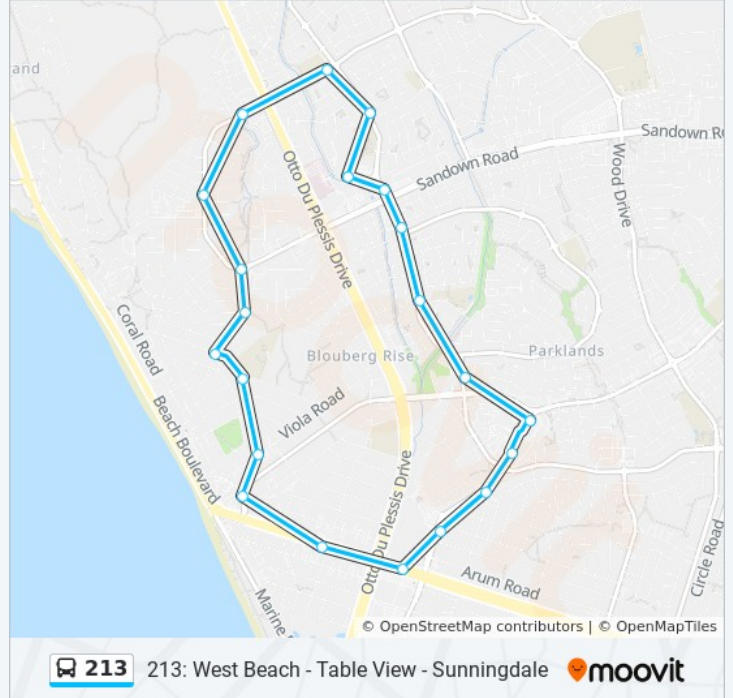 and
Sandown R
Sandown Road
Wood Drive
Otto Du Plessis Drive
Coral Road
Blouberg Rise
Parklands
Viola Road
Beach Boulevard
Otto Du Plessis Drive
Arum Road
Circle Road
Marine
© OpenStreetMap contributors | © OpenMapTiles
213 213: West Beach - Table View - Sunningdale moovit